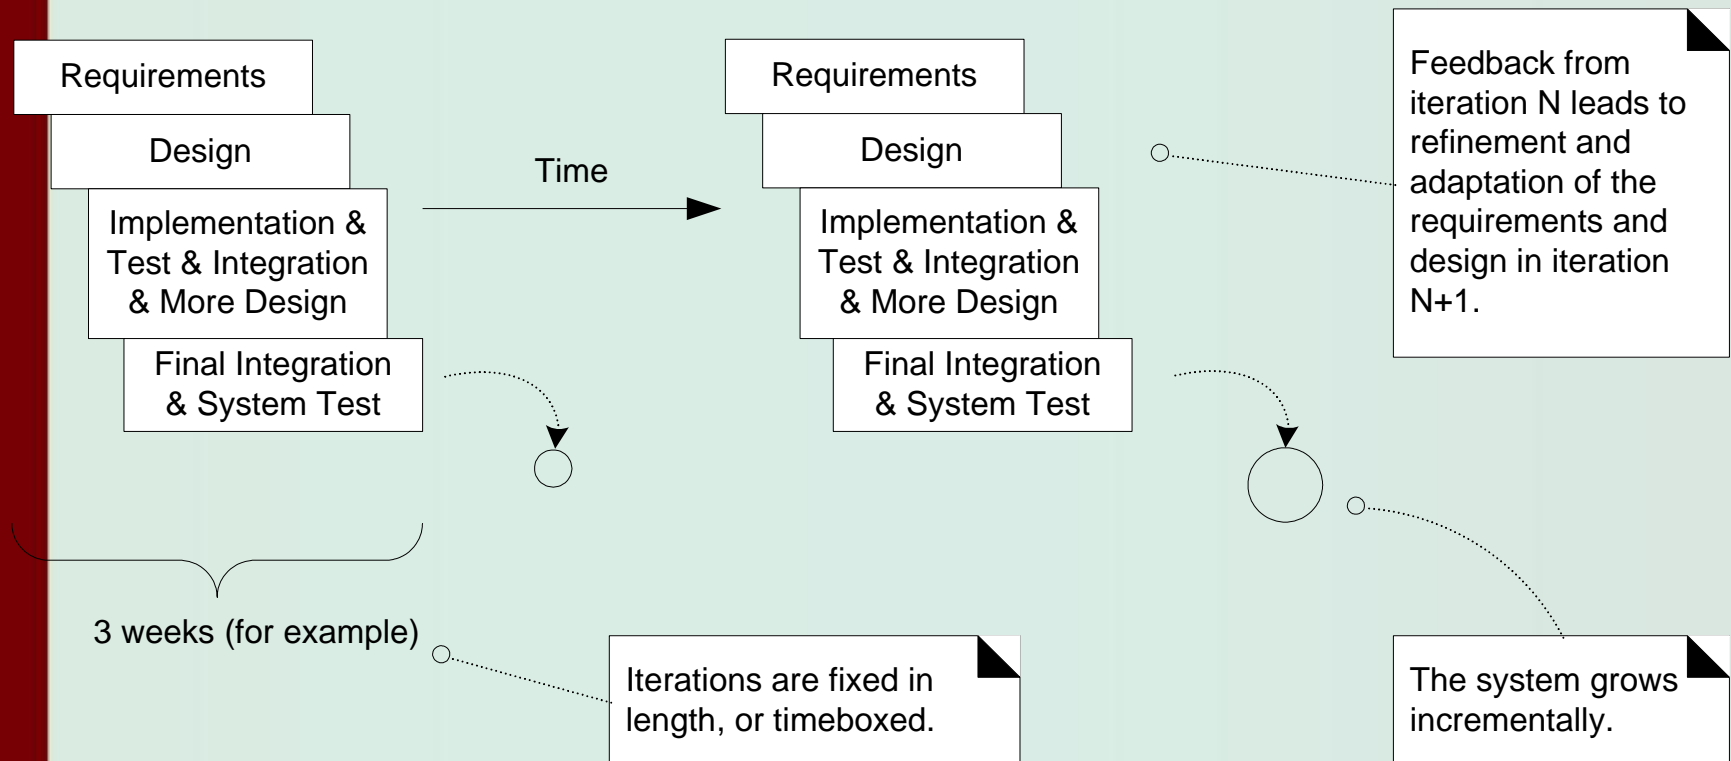 Requirements
Design
Implementation &
Test & Integration
& More Design
Final Integration
& System Test
Time
Requirements
Design
Implementation &
Test & Integration
& More Design
Final Integration
& System Test
Feedback from
iteration N leads to
refinement and
adaptation of the
requirements and
design in iteration
N+1.
3 weeks (for example)
Iterations are fixed in
length, or timeboxed.
The system grows
incrementally.